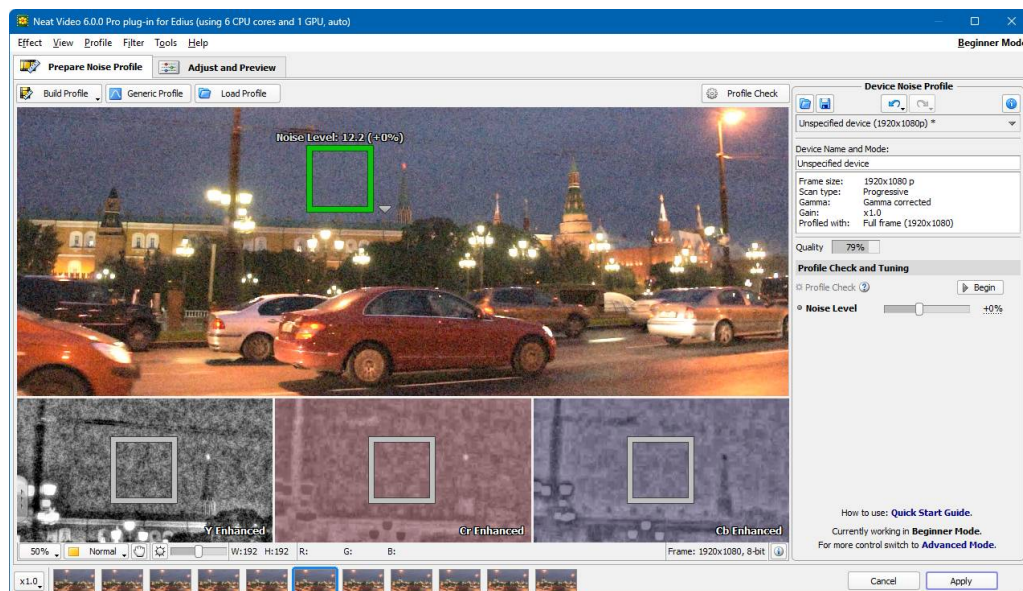 Neat Video 6.0.0 Pro plug-in for Edius (using 6 CPU cores and 1 GPU, auto)
Effect View Profile Filter Tools Help
Beginner Mode
Prepare Noise Profile Adjust and Preview
Build Profile Generic Profile Load Profile Profile Check
Device Noise Profile
Unspecified device (1920x1080p) *
Device Name and Mode:
Unspecified device
Frame size: 1920x1080 p
Scan type: Progressive
Gamma: Gamma corrected
Gain: x1.0
Profiled with: Full frame (1920x1080)
Quality 79%
Profile Check and Tuning
Profile Check Begin
Noise Level +0%
Noise Level: 12.2 (+0%)
Y Enhanced
Cr Enhanced
Cb Enhanced
How to use: Quick Start Guide.
Currently working in Beginner Mode.
For more control switch to Advanced Mode.
50% Normal W:192 H:192 R: G: B: Frame: 1920x1080, 8-bit
x1.0
Cancel Apply